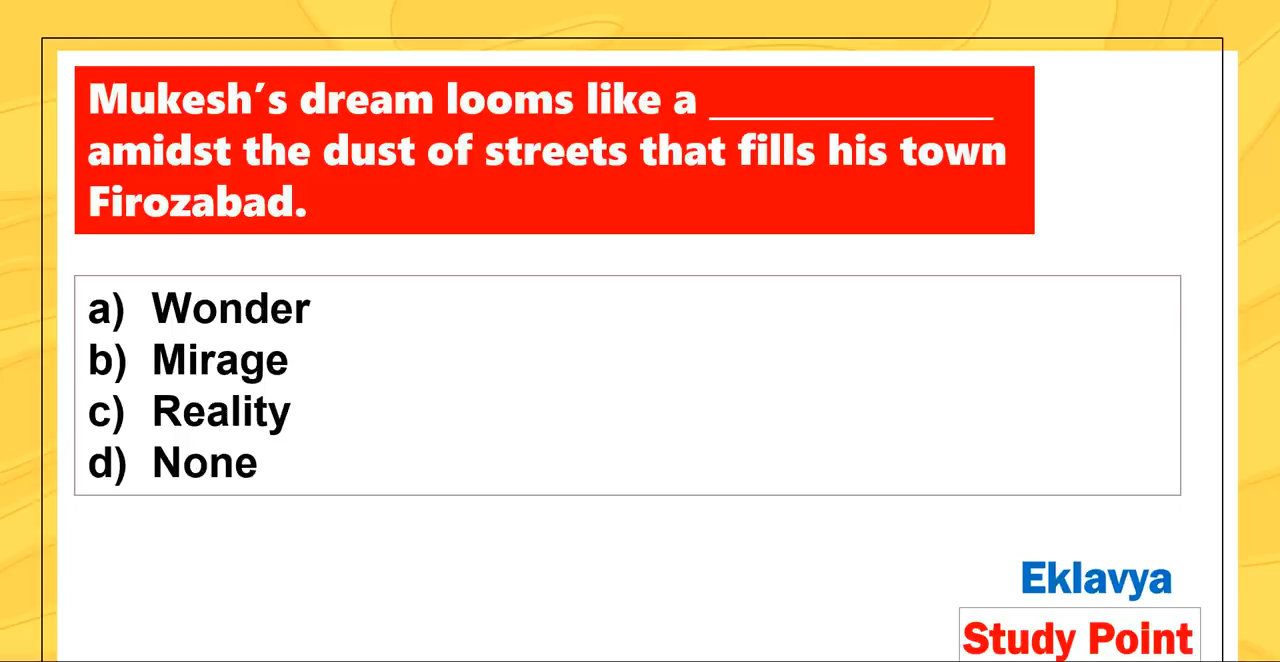 Mukesh’s dream looms like a _______________
amidst the dust of streets that fills his town
Firozabad.
a) Wonder
b) Mirage
c) Reality
d) None
Eklavya
Study Point